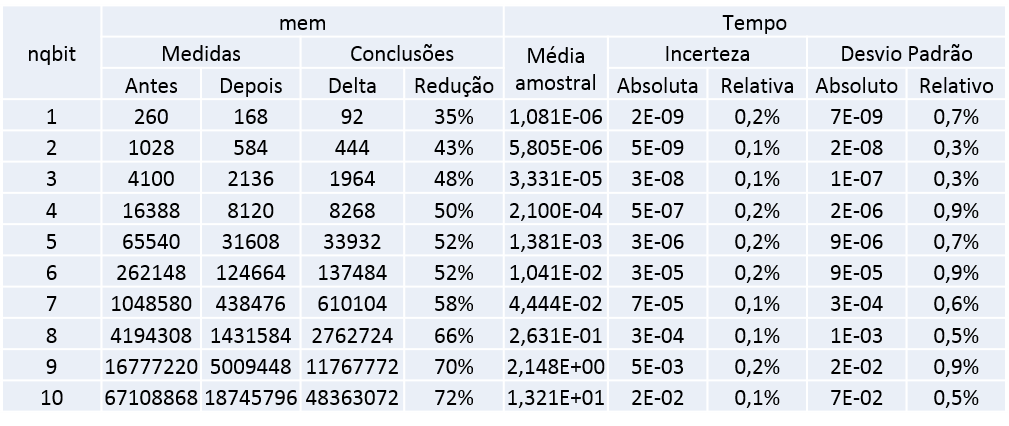 mem Tempo
nqbit Medidas Conclusões Média Incerteza Desvio Padrão
Antes Depois Delta Redução amostral Absoluta Relativa Absoluto Relativo
1 260 168 92 35% 1,081E-06 2E-09 0,2% 7E-09 0,7%
2 1028 584 444 43% 5,805E-06 5E-09 0,1% 2E-08 0,3%
3 4100 2136 1964 48% 3,331E-05 3E-08 0,1% 1E-07 0,3%
4 16388 8120 8268 50% 2,100E-04 5E-07 0,2% 2E-06 0,9%
5 65540 31608 33932 52% 1,381E-03 3E-06 0,2% 9E-06 0,7%
6 262148 124664 137484 52% 1,041E-02 3E-05 0,2% 9E-05 0,9%
7 1048580 438476 610104 58% 4,444E-02 7E-05 0,1% 3E-04 0,6%
8 4194308 1431584 2762724 66% 2,631E-01 3E-04 0,1% 1E-03 0,5%
9 16777220 5009448 11767772 70% 2,148E+00 5E-03 0,2% 2E-02 0,9%
10 67108868 18745796 48363072 72% 1,321E+01 2E-02 0,1% 7E-02 0,5%